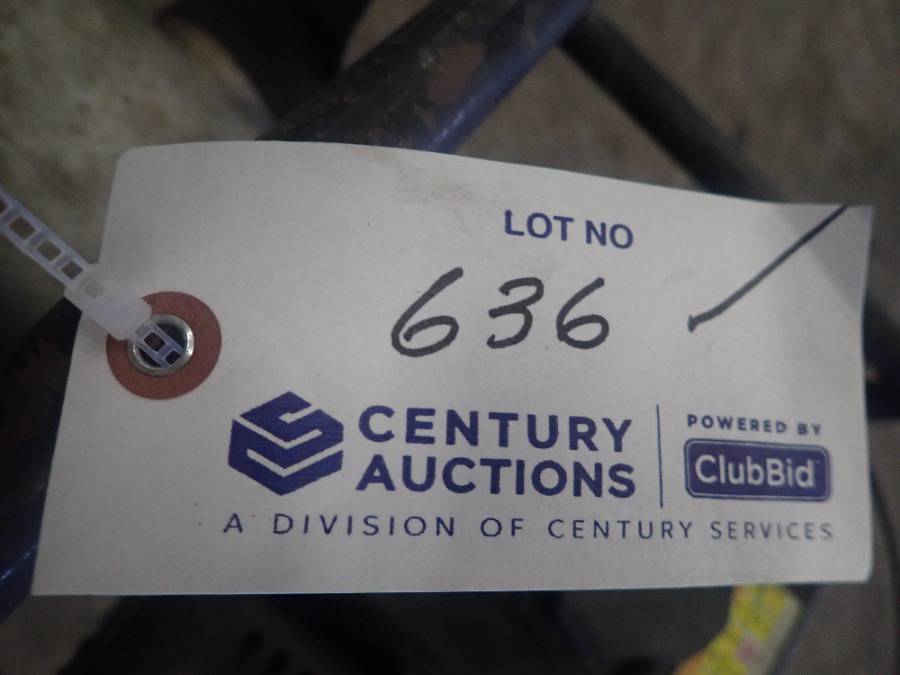 LOT NO
636
CENTURY
AUCTIONS
POWERED BY
ClubBid
A DIVISION OF CENTURY SERVICES